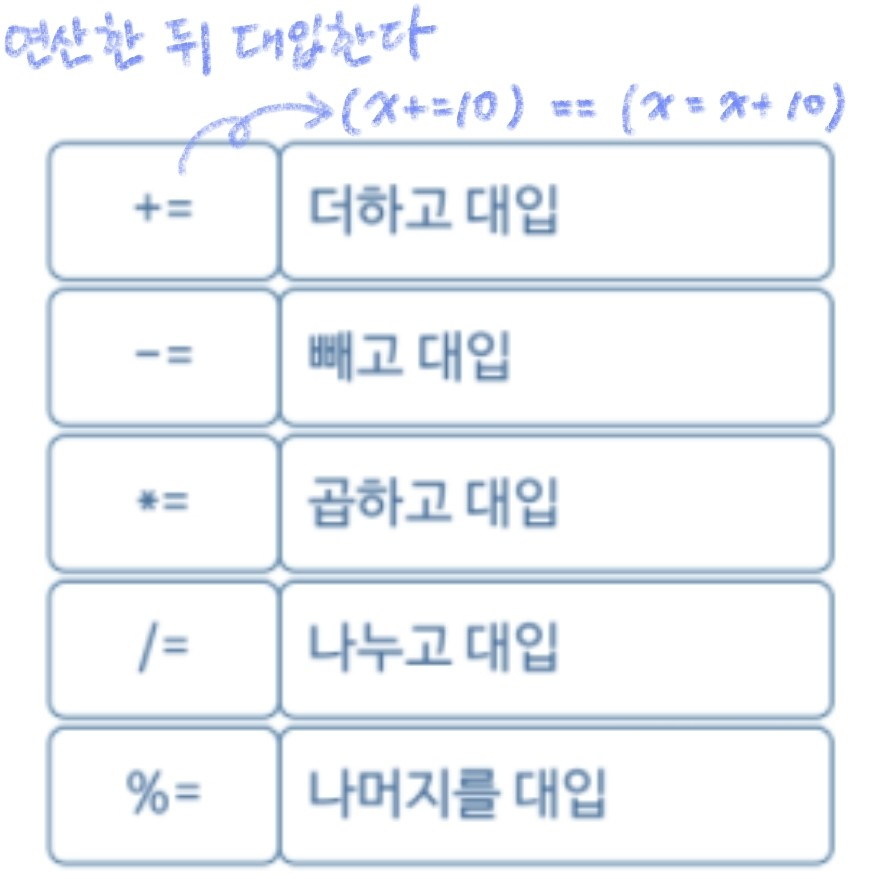 연산한 뒤 대입한다
(x+=10) == (x = x+10)
+= 더하고 대입
-= 빼고 대입
*= 곱하고 대입
/= 나누고 대입
%= 나머지를 대입